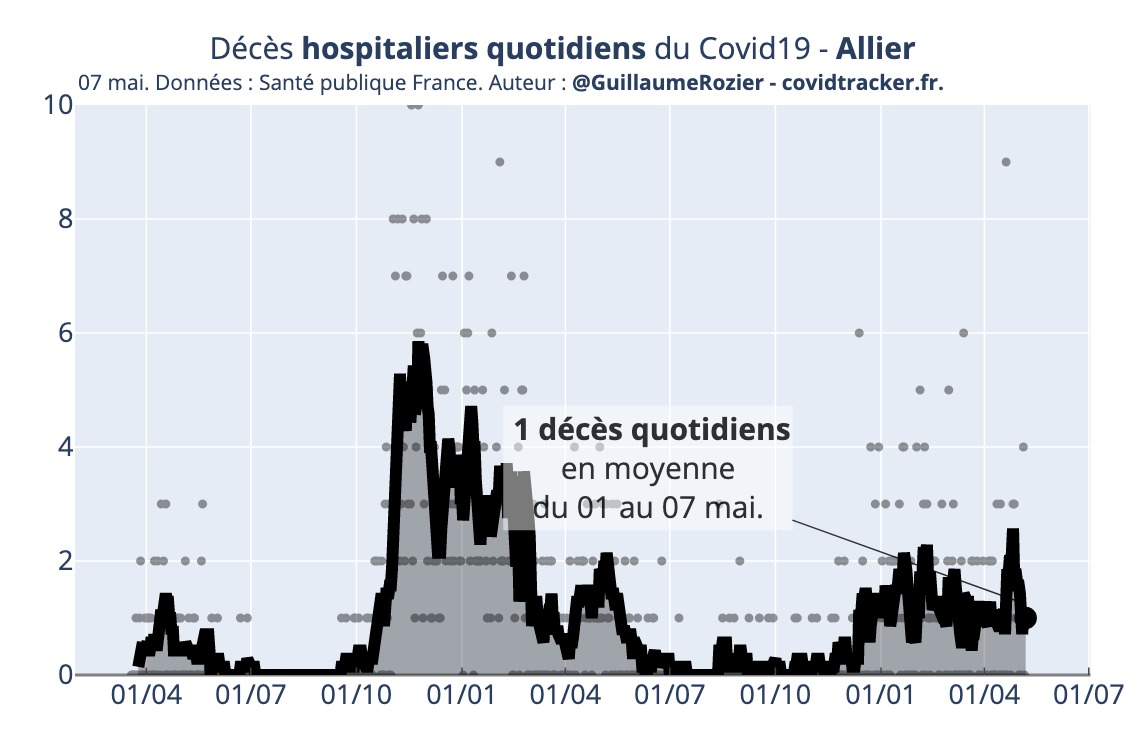 Décès hospitaliers quotidiens du Covid19 - Allier
07 mai. Données : Santé publique France. Auteur : @GuillaumeRozier - covidtracker.fr.
10
8
6
4
2
0
1 décès quotidiens
en moyenne
du 01 au 07 mai.
01/04 01/07 01/10 01/01 01/04 01/07 01/10 01/01 01/04 01/07